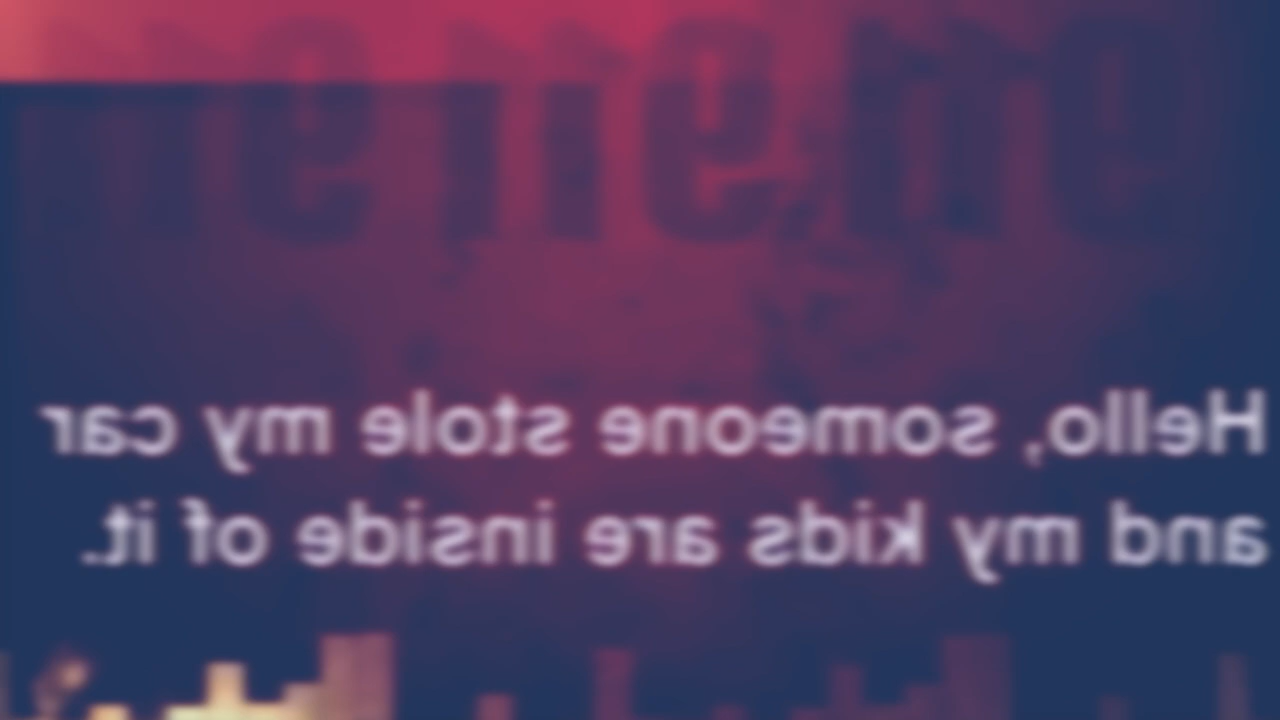 Hello, someone stole my car
and my kids are inside of it.